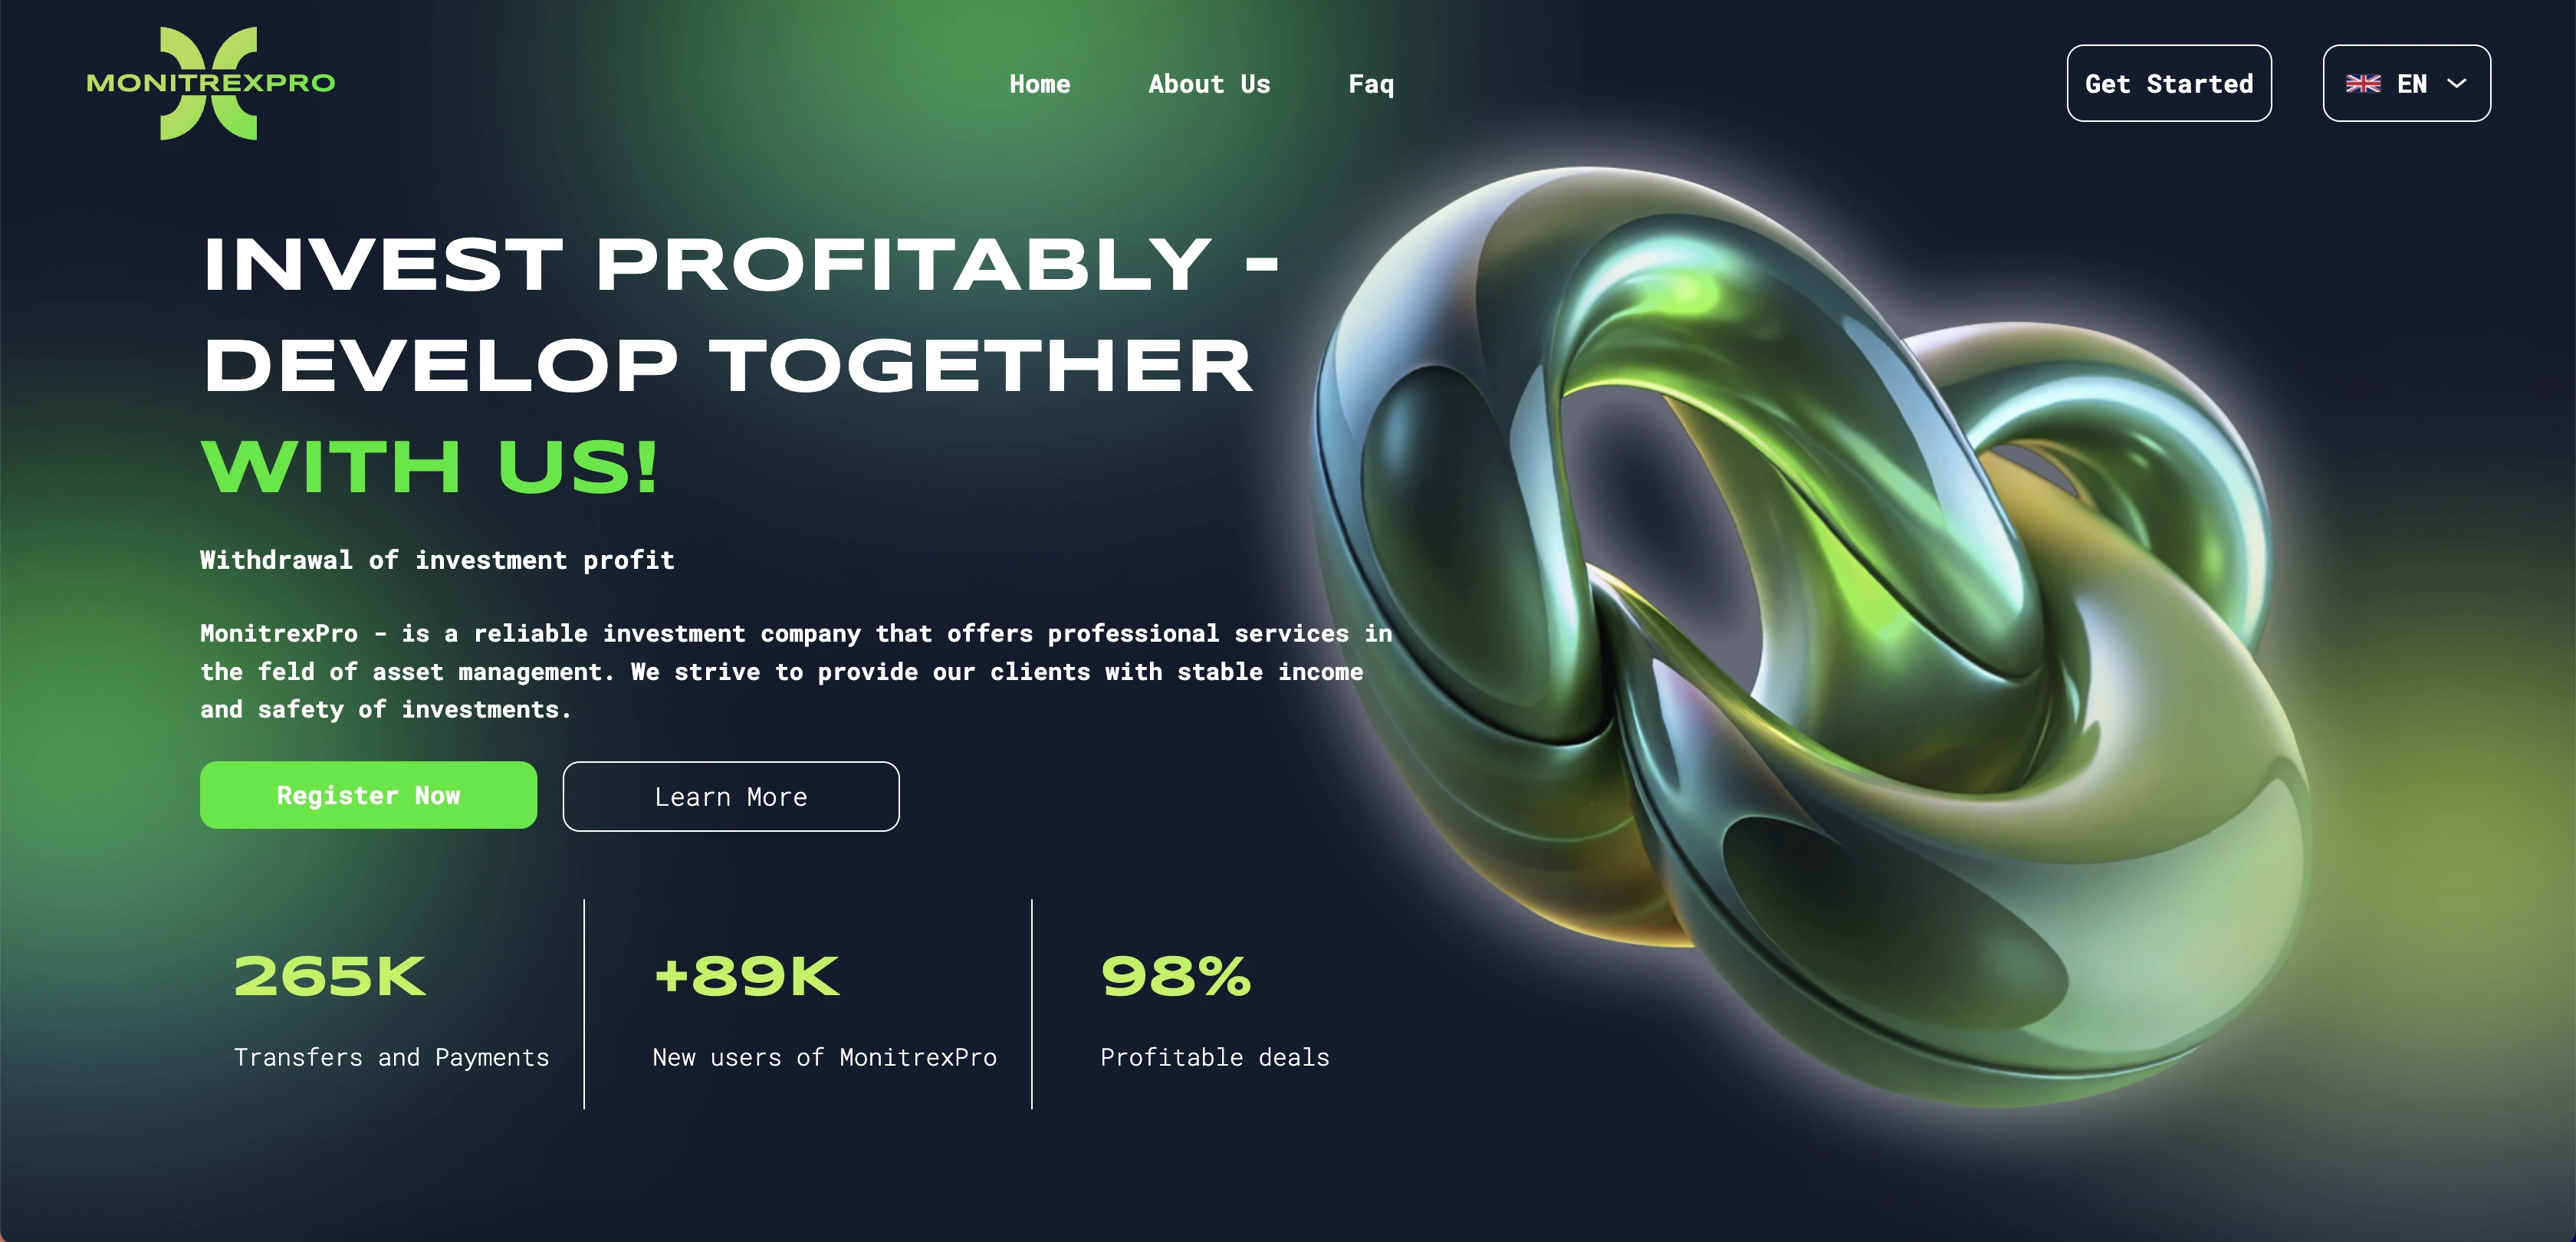 MONITREXPRO
Home
About Us
Faq
Get Started
EN
INVEST PROFITABLY -
DEVELOP TOGETHER
WITH US!
Withdrawal of investment profit
MonitrexPro - is a reliable investment company that offers professional services in
the feld of asset management. We strive to provide our clients with stable income
and safety of investments.
Register Now
Learn More
265K
Transfers and Payments
+89K
New users of MonitrexPro
98%
Profitable deals